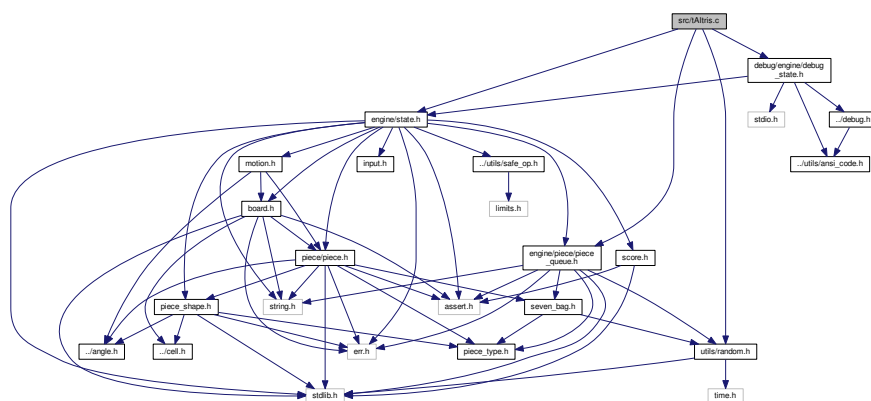 src/tAltris.c
debug/engine/debug
_state.h
engine/state.h
stdio.h
../debug.h
motion.h
input.h
../utils/safe_op.h
../utils/ansi_code.h
board.h
limits.h
piece/piece.h
engine/piece/piece
_queue.h
score.h
piece_shape.h
string.h
assert.h
seven_bag.h
../angle.h
../cell.h
err.h
piece_type.h
utils/random.h
stdlib.h
time.h